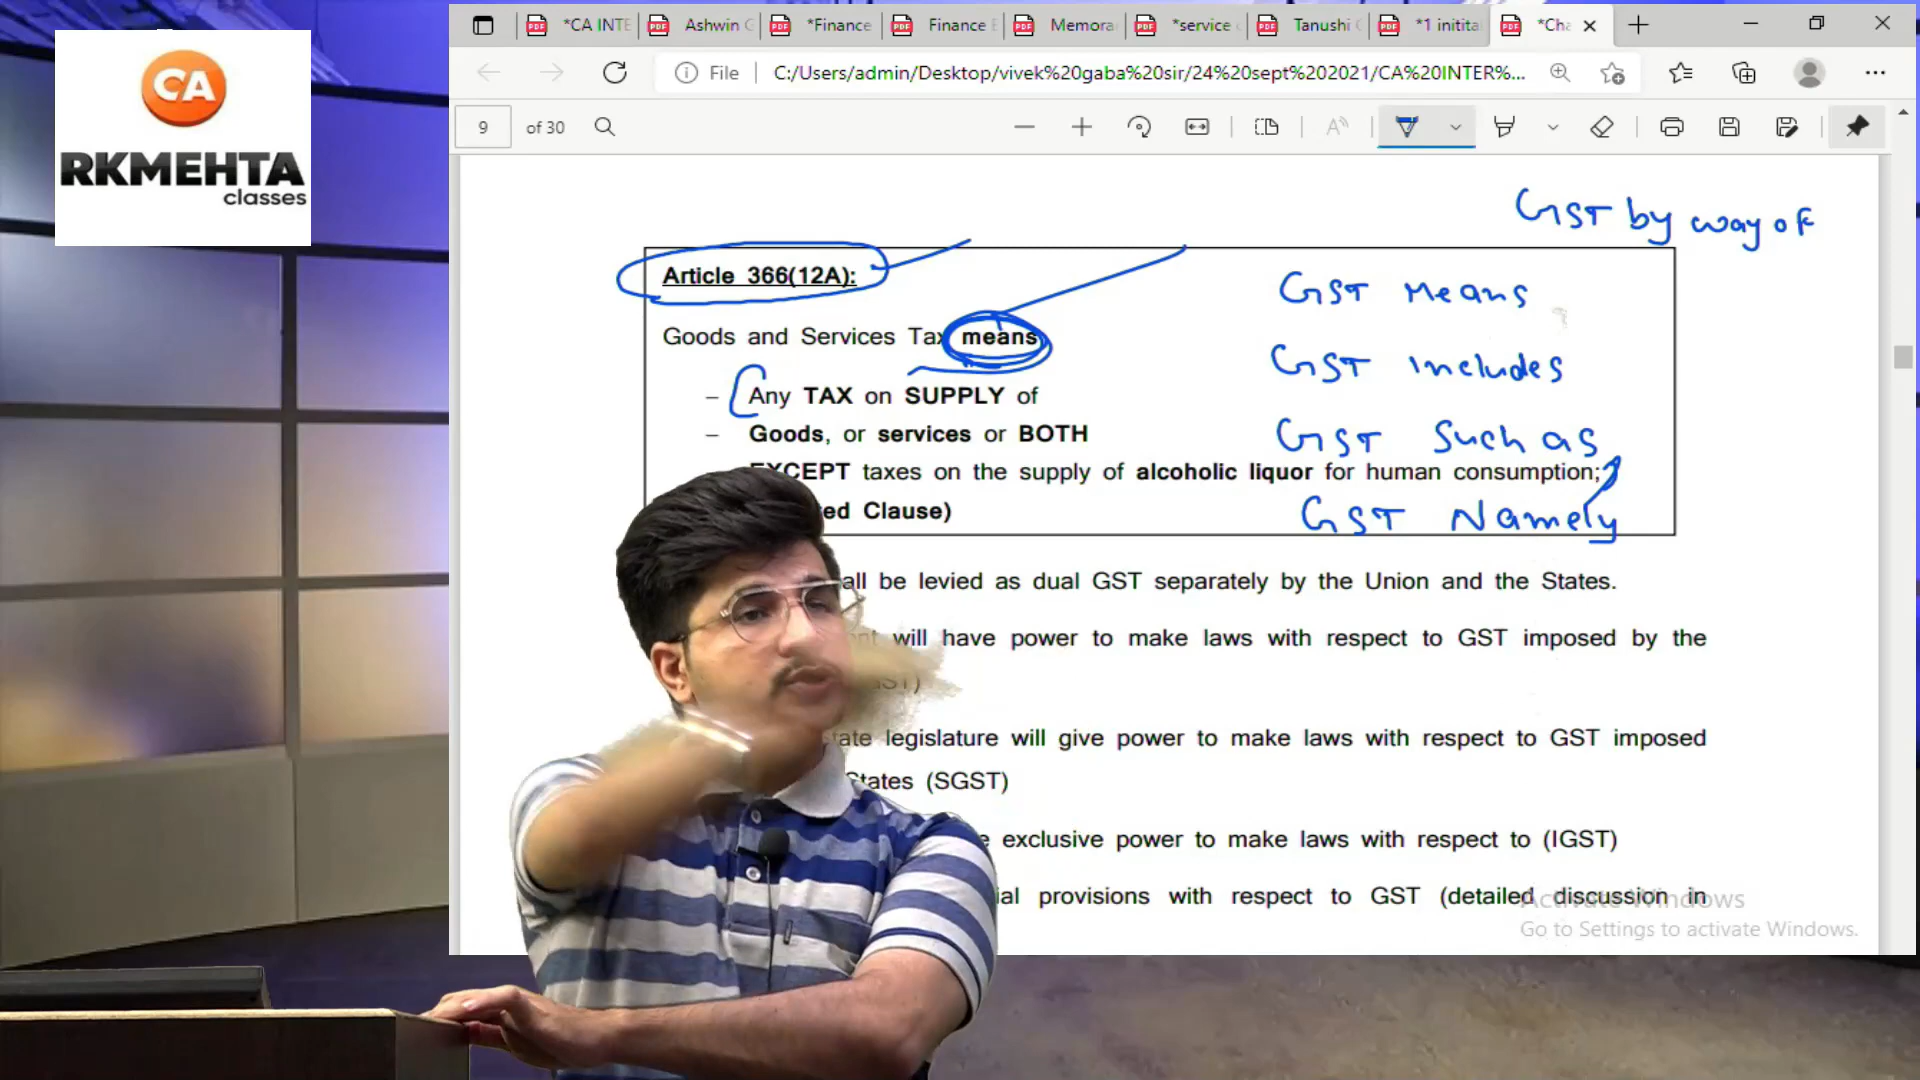 CA
RKMEHTA
classes
*CA INTE
Ashwin G
*Finance
Finance E
Memora
*service
Tanushi
*1 initita
*Cha
File
C:/Users/admin/Desktop/vivek%20gaba%20sir/24%20sept%202021/CA%20INTER%...
9 of 30
GST by way of
Article 366(12A):
GST Means
Goods and Services Tax means
GST includes
– Any TAX on SUPPLY of
– Goods, or services or BOTH
GST Such as
EXCEPT taxes on the supply of alcoholic liquor for human consumption;
ed Clause)
GST Namely
all be levied as dual GST separately by the Union and the States.
will have power to make laws with respect to GST imposed by the
tate legislature will give power to make laws with respect to GST imposed
States (SGST)
exclusive power to make laws with respect to (IGST)
ial provisions with respect to GST (detailed discussion in
Activate Windows
Go to Settings to activate Windows.